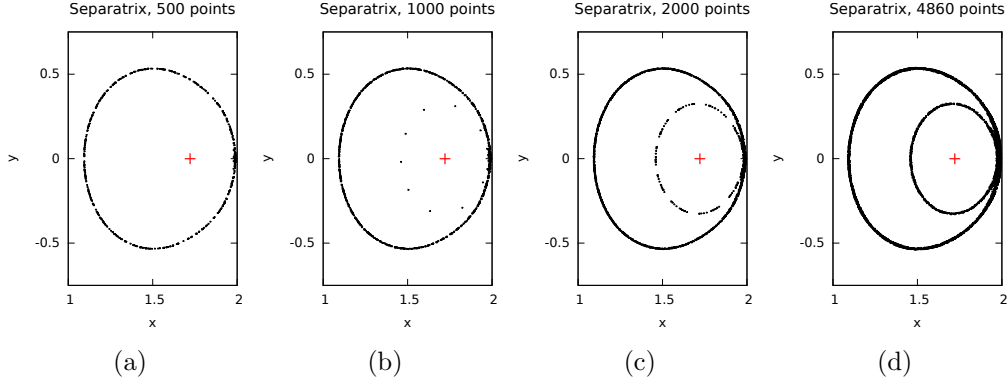 Separatrix, 500 points
0.5
0
-0.5
y
1
1.5
2
x
(a)
Separatrix, 1000 points
0.5
0
-0.5
y
1
1.5
2
x
(b)
Separatrix, 2000 points
0.5
0
-0.5
y
1
1.5
2
x
(c)
Separatrix, 4860 points
0.5
0
-0.5
y
1
1.5
2
x
(d)